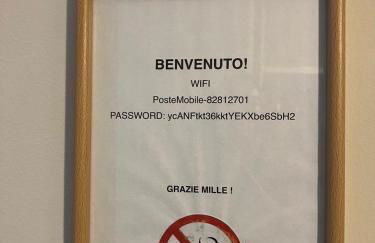 BENVENUTO!
WIFI
PosteMobile-82812701
PASSWORD: ycANFtkt36kktYEKXbe6SbH2
GRAZIE MILLE !